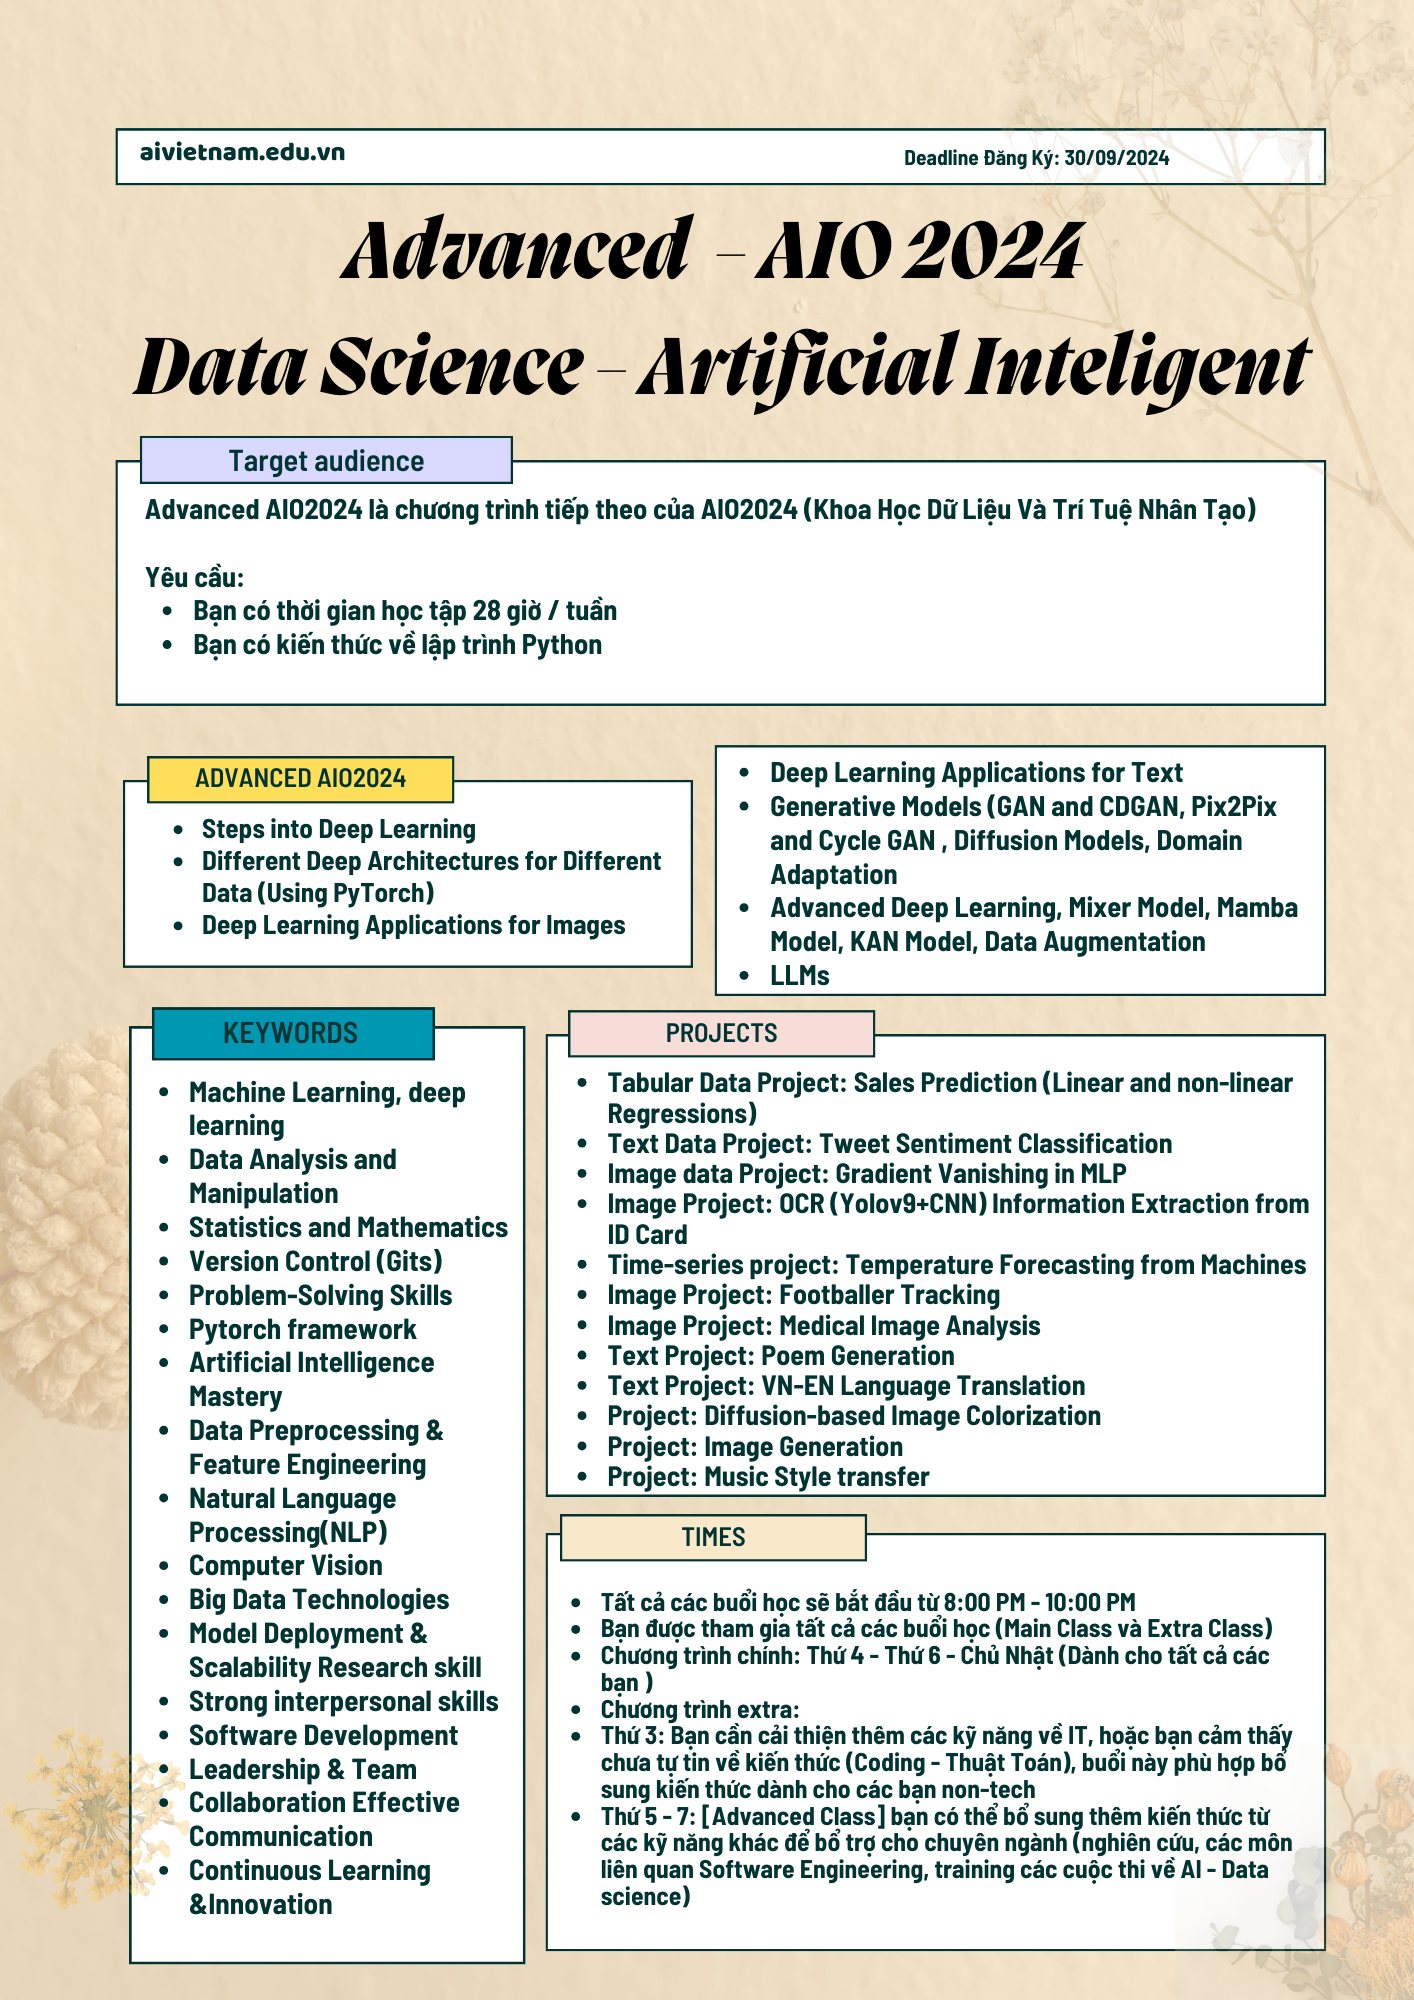 aivietnam.edu.vn
Deadline Đăng Ký: 30/09/2024
Advanced – AIO 2024
Data Science – Artificial Inteligent
Target audience
Advanced AIO2024 là chương trình tiếp theo của AIO2024 (Khoa Học Dữ Liệu Và Trí Tuệ Nhân Tạo)
Yêu cầu:
• Bạn có thời gian học tập 28 giờ / tuần
• Bạn có kiến thức về lập trình Python
ADVANCED AIO2024
• Steps into Deep Learning
• Different Deep Architectures for Different
Data (Using PyTorch)
• Deep Learning Applications for Images
• Deep Learning Applications for Text
• Generative Models (GAN and CDGAN, Pix2Pix
and Cycle GAN , Diffusion Models, Domain
Adaptation
• Advanced Deep Learning, Mixer Model, Mamba
Model, KAN Model, Data Augmentation
• LLMs
KEYWORDS
• Machine Learning, deep
learning
• Data Analysis and
Manipulation
• Statistics and Mathematics
• Version Control (Gits)
• Problem-Solving Skills
• Pytorch framework
• Artificial Intelligence
Mastery
• Data Preprocessing &
Feature Engineering
• Natural Language
Processing(NLP)
• Computer Vision
• Big Data Technologies
• Model Deployment &
Scalability Research skill
• Strong interpersonal skills
• Software Development
• Leadership & Team
• Collaboration Effective
Communication
• Continuous Learning
&Innovation
PROJECTS
• Tabular Data Project: Sales Prediction (Linear and non-linear
Regressions)
• Text Data Project: Tweet Sentiment Classification
• Image data Project: Gradient Vanishing in MLP
• Image Project: OCR (Yolov9+CNN) Information Extraction from
ID Card
• Time-series project: Temperature Forecasting from Machines
• Image Project: Footballer Tracking
• Image Project: Medical Image Analysis
• Text Project: Poem Generation
• Text Project: VN-EN Language Translation
• Project: Diffusion-based Image Colorization
• Project: Image Generation
• Project: Music Style transfer
TIMES
• Tất cả các buổi học sẽ bắt đầu từ 8:00 PM - 10:00 PM
• Bạn được tham gia tất cả các buổi học (Main Class và Extra Class)
• Chương trình chính: Thứ 4 - Thứ 6 - Chủ Nhật (Dành cho tất cả các
bạn )
• Chương trình extra:
• Thứ 3: Bạn cần cải thiện thêm các kỹ năng về IT, hoặc bạn cảm thấy
chưa tự tin về kiến thức (Coding - Thuật Toán), buổi này phù hợp bổ
sung kiến thức dành cho các bạn non-tech
• Thứ 5 - 7: [Advanced Class] bạn có thể bổ sung thêm kiến thức từ
các kỹ năng khác để bổ trợ cho chuyên ngành (nghiên cứu, các môn
liên quan Software Engineering, training các cuộc thi về AI - Data
science)